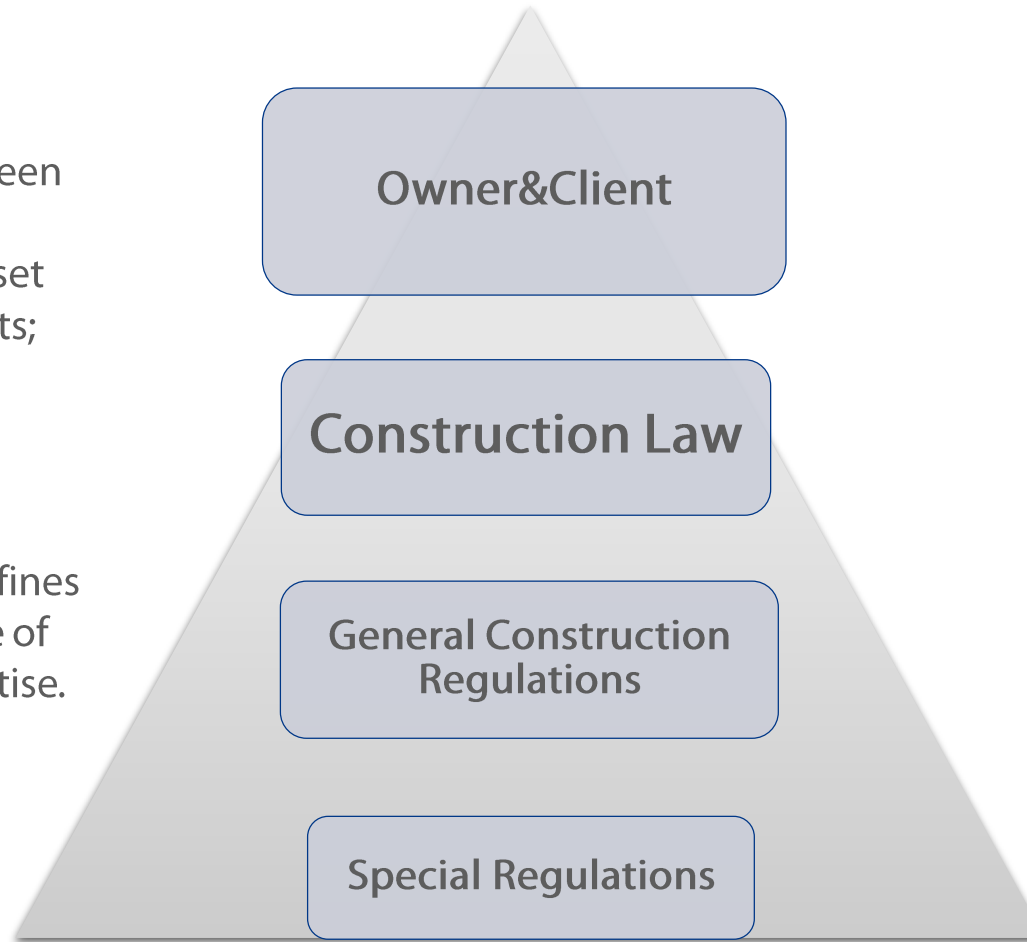 een
set
ts;
fines
e of
tise.
Owner&Client
Construction Law
General Construction
Regulations
Special Regulations